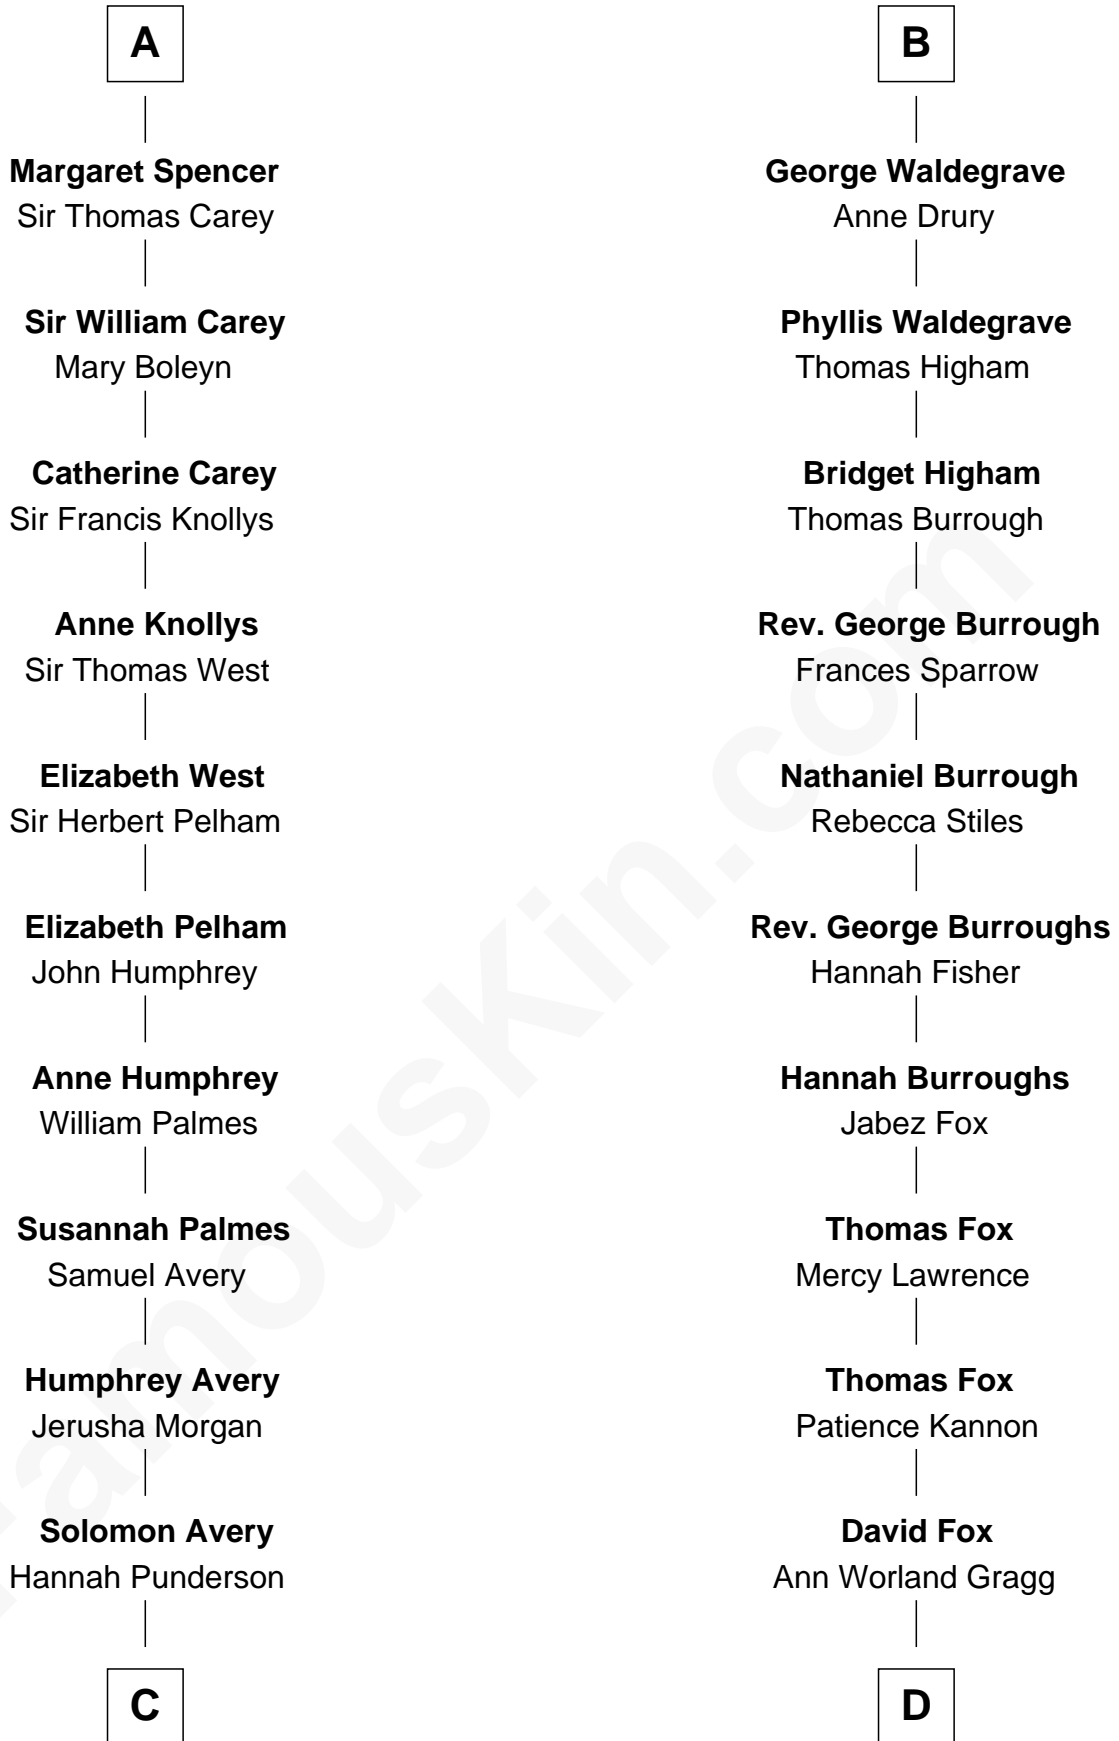 A
Margaret Spencer
Sir Thomas Carey
Sir William Carey
Mary Boleyn
Catherine Carey
Sir Francis Knollys
Anne Knollys
Sir Thomas West
Elizabeth West
Sir Herbert Pelham
Elizabeth Pelham
John Humphrey
Anne Humphrey
William Palmes
Susannah Palmes
Samuel Avery
Humphrey Avery
Jerusha Morgan
Solomon Avery
Hannah Punderson
C
B
George Waldegrave
Anne Drury
Phyllis Waldegrave
Thomas Higham
Bridget Higham
Thomas Burrough
Rev. George Burrough
Frances Sparrow
Nathaniel Burrough
Rebecca Stiles
Rev. George Burroughs
Hannah Fisher
Hannah Burroughs
Jabez Fox
Thomas Fox
Mercy Lawrence
Thomas Fox
Patience Kannon
David Fox
Ann Worland Gragg
D
FamousKin.com